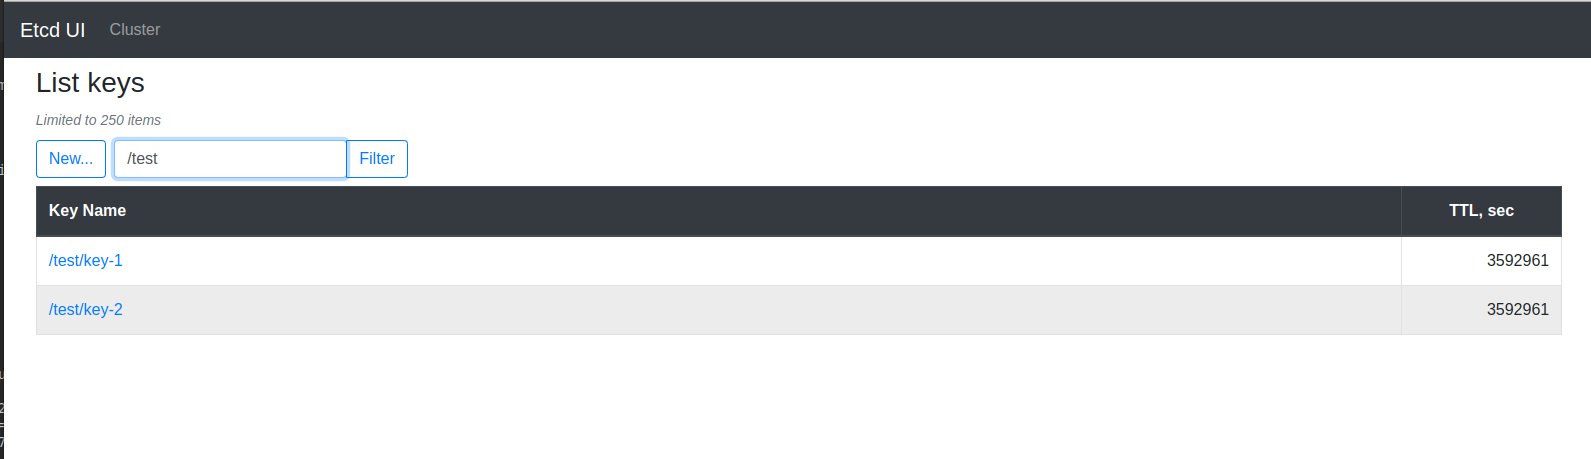 Etcd UI Cluster
List keys
Limited to 250 items
New... /test Filter
Key Name TTL, sec
/test/key-1 3592961
/test/key-2 3592961